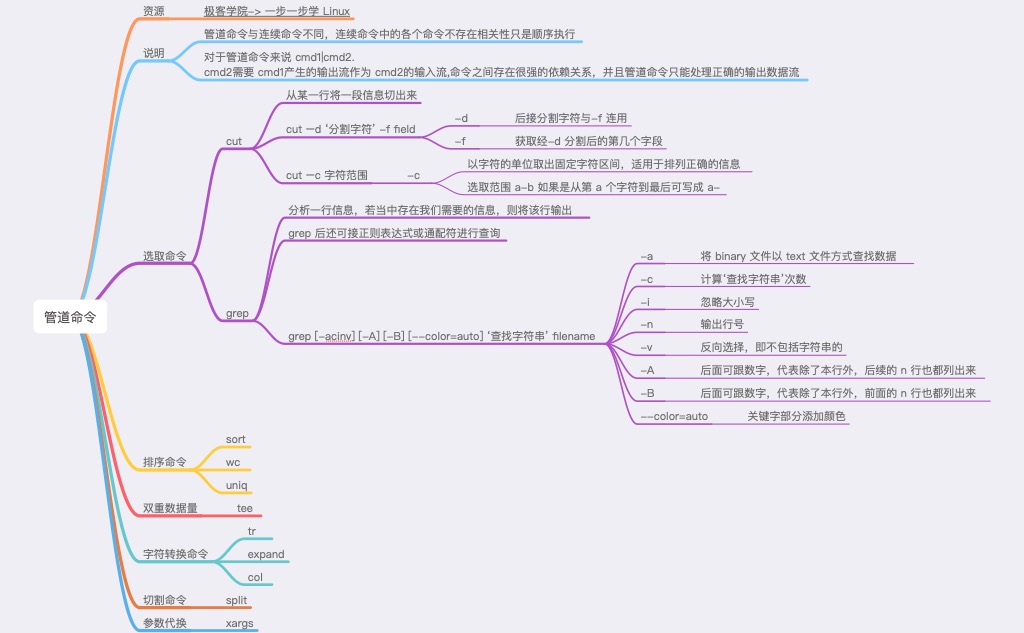 资源
极客学院-> 一步一步学 Linux
说明
管道命令与连续命令不同，连续命令中的各个命令不存在相关性只是顺序执行
对于管道命令来说 cmd1|cmd2.
cmd2需要 cmd1产生的输出流作为 cmd2的输入流,命令之间存在很强的依赖关系，并且管道命令只能处理正确的输出数据流
管道命令
选取命令
cut
从某一行将一段信息切出来
cut —d ‘分割字符’ -f field
-d
后接分割字符与-f 连用
-f
获取经-d 分割后的第几个字段
cut —c 字符范围
-c
以字符的单位取出固定字符区间，适用于排列正确的信息
选取范围 a-b 如果是从第 a 个字符到最后可写成 a-
grep
分析一行信息，若当中存在我们需要的信息，则将该行输出
grep 后还可接正则表达式或通配符进行查询
grep [-acinv] [-A] [-B] [--color=auto] ‘查找字符串’ filename
-a
将 binary 文件以 text 文件方式查找数据
-c
计算‘查找字符串’次数
-i
忽略大小写
-n
输出行号
-v
反向选择，即不包括字符串的
-A
后面可跟数字，代表除了本行外，后续的 n 行也都列出来
-B
后面可跟数字，代表除了本行外，前面的 n 行也都列出来
--color=auto
关键字部分添加颜色
排序命令
sort
wc
uniq
双重数据量
tee
字符转换命令
tr
expand
col
切割命令
split
参数代换
xargs